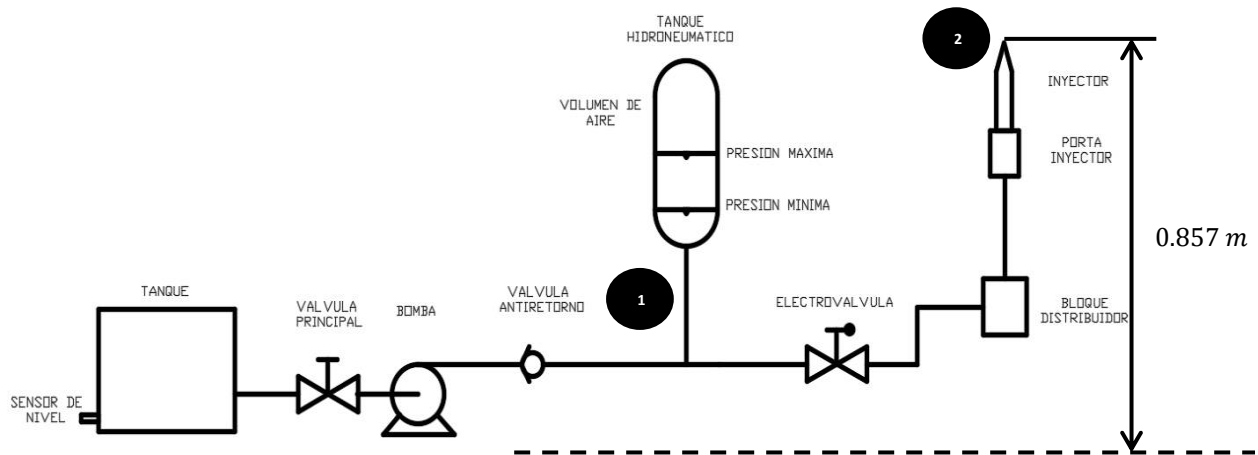 TANQUE
HIDRONEUMATICO
2
INYECTOR
VOLUMEN DE
AIRE
PORTA
INYECTOR
PRESION MAXIMA
PRESION MINIMA
0.857 m
1
TANQUE
VALVULA
PRINCIPAL
BOMBA
VALVULA
ANTIRETORNO
ELECTROVALVULA
BLOQUE
DISTRIBUIDOR
SENSOR DE
NIVEL